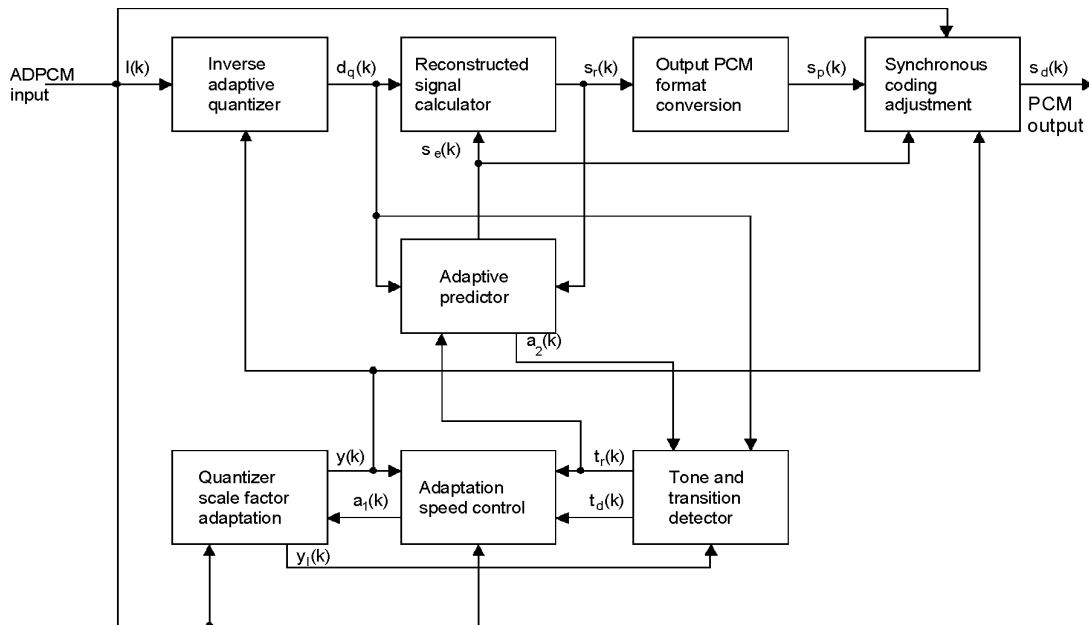 ADPCM
input
I(k)
Inverse
adaptive
quantizer
d_q(k)
Reconstructed
signal
calculator
s_r(k)
Output PCM
format
conversion
s_p(k)
Synchronous
coding
adjustment
s_d(k)
PCM
output
s_e(k)
Adaptive
predictor
a_2(k)
Quantizer
scale factor
adaptation
y(k)
a_1(k)
y_l(k)
Adaptation
speed control
t_r(k)
t_d(k)
Tone and
transition
detector